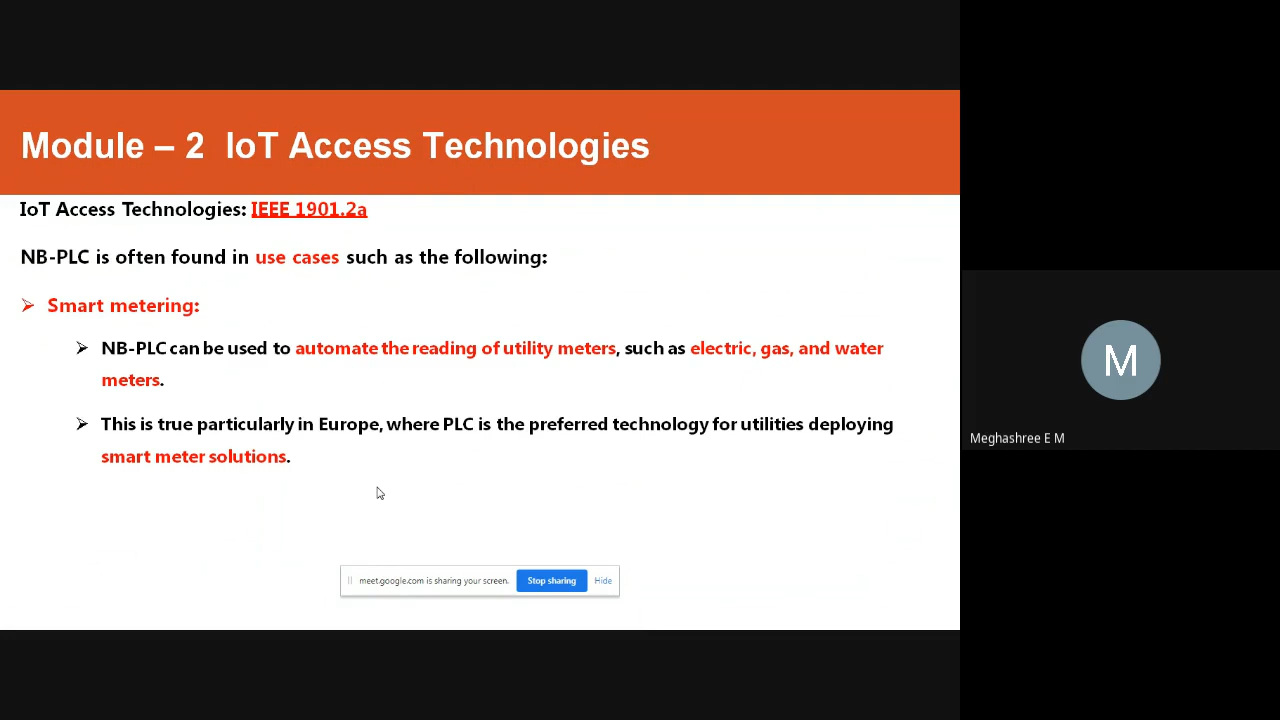 Module – 2 IoT Access Technologies
IoT Access Technologies: IEEE 1901.2a
NB-PLC is often found in use cases such as the following:
Smart metering:
NB-PLC can be used to automate the reading of utility meters, such as electric, gas, and water
meters.
This is true particularly in Europe, where PLC is the preferred technology for utilities deploying
smart meter solutions.
meet.google.com is sharing your screen. Stop sharing Hide
M
Meghashree E M